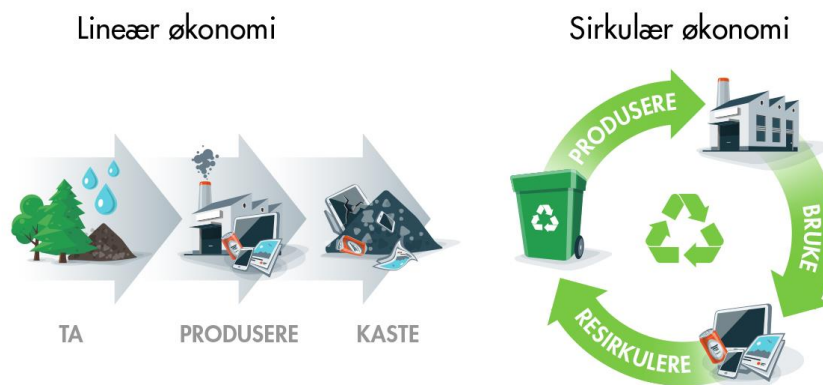 Lineær økonomi
Sirkulær økonomi
TA
PRODUSERE
KASTE
PRODUSERE
BRUKE
RESIRKULERE